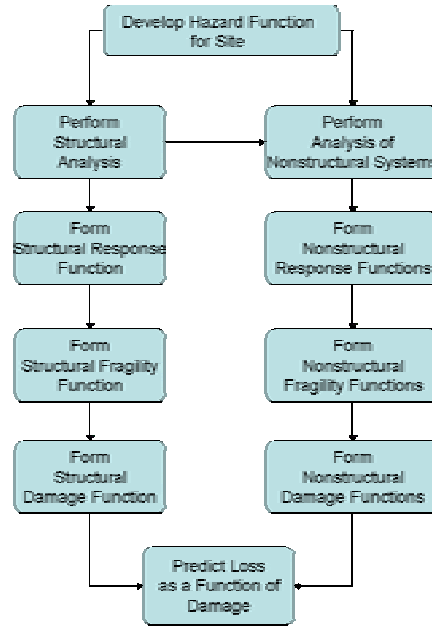 Develop Hazard Function
for Site
Perform
Structural
Analysis
Perform
Analysis of
Nonstructural Systems
Form
Structural Response
Function
Form
Nonstructural
Response Functions
Form
Structural Fragility
Function
Form
Nonstructural
Fragility Functions
Form
Structural
Damage Function
Form
Nonstructural
Damage Functions
Predict Loss
as a Function of
Damage